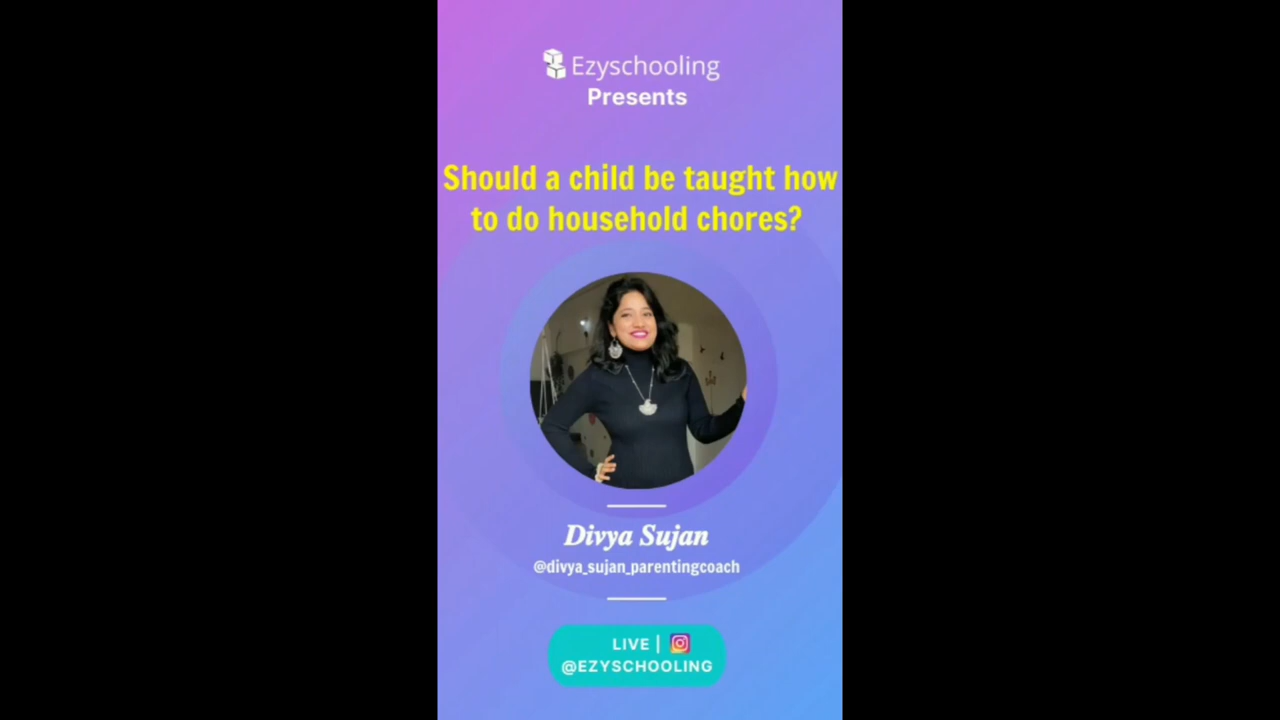 Ezyschooling
Presents
Should a child be taught how
to do household chores?
Divya Sujan
@divya_sujan_parentingcoach
LIVE |
@EZYSCHOOLING